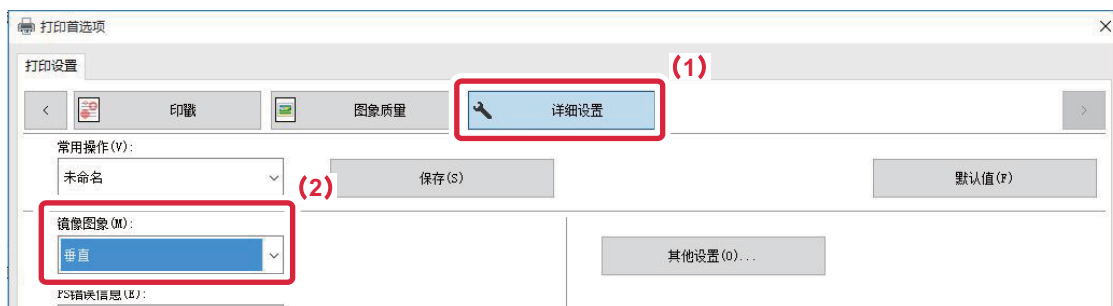 打印首选项
打印设置
(1)
印戳 图象质量 详细设置
常用操作(V):
未命名 保存(S) 默认值(F)
(2)
镜像图象(M):
垂直 其他设置(O)...
PS错误信息(E):